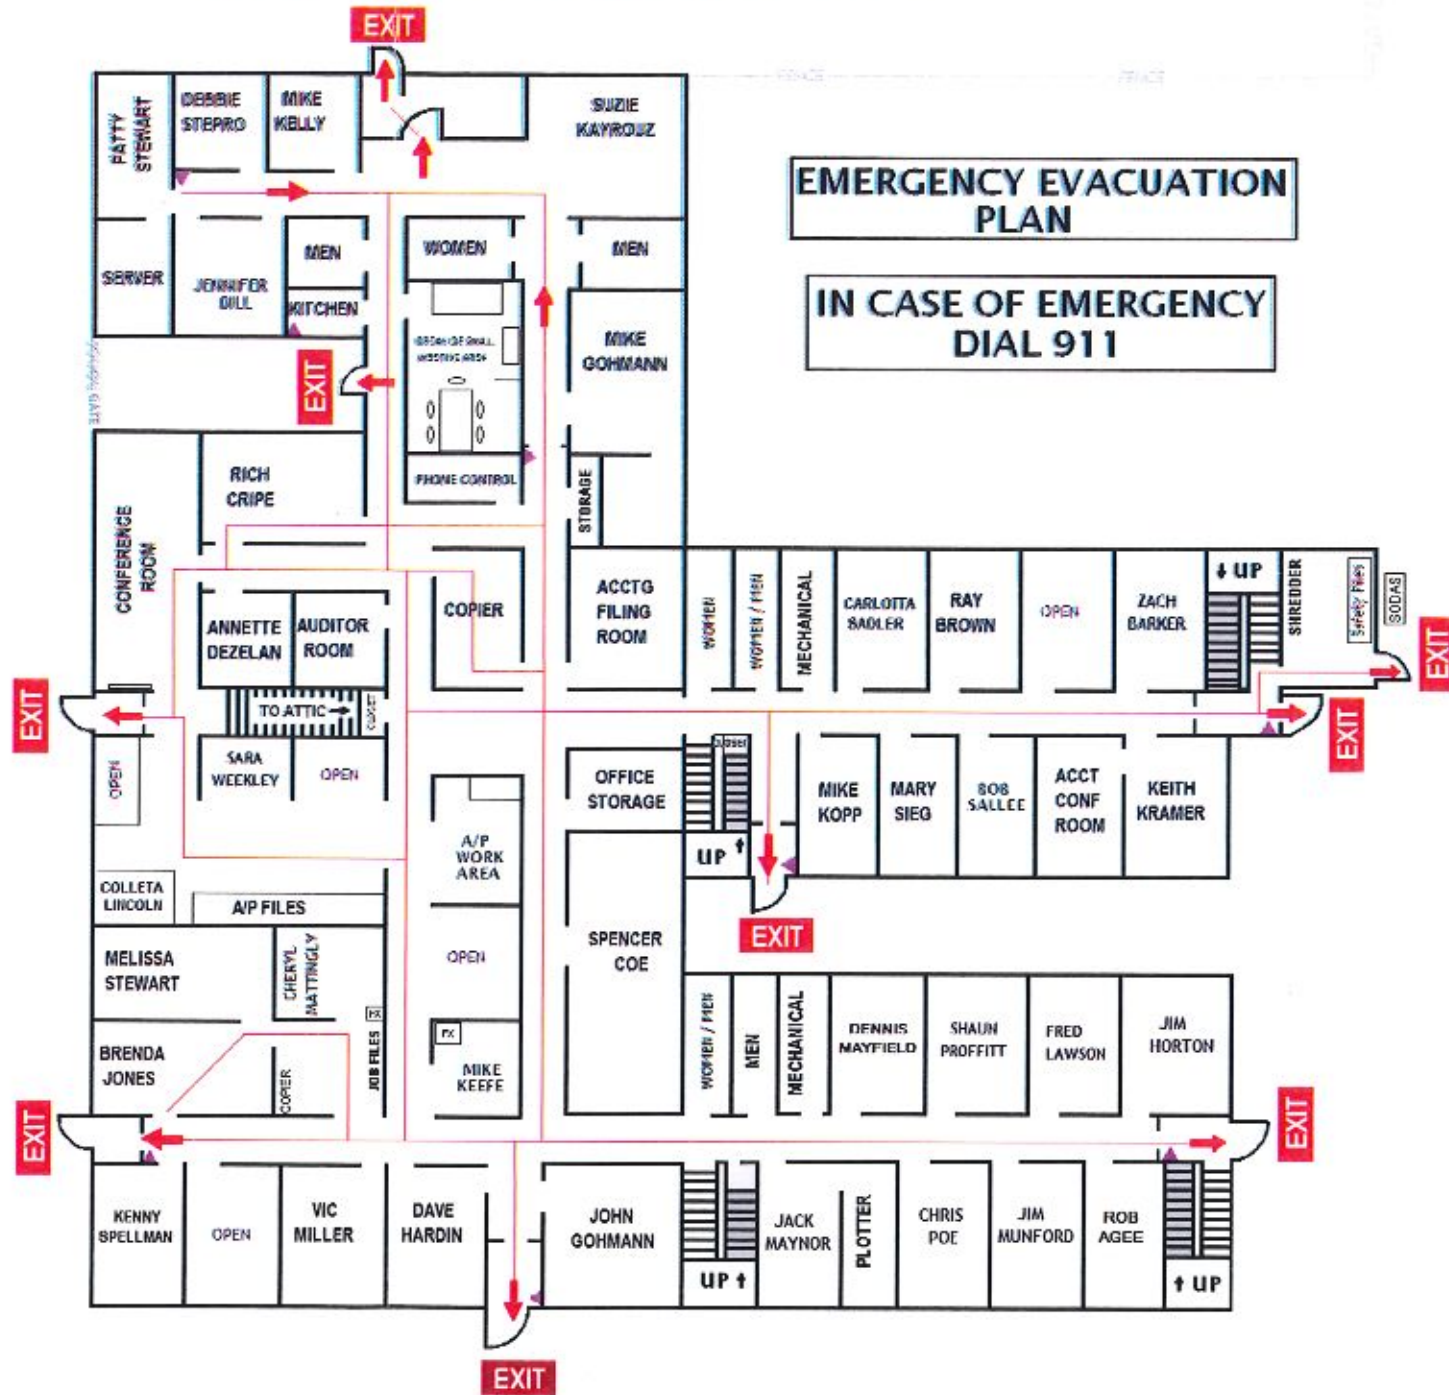 EXIT
PATTY
STEWART
DEBBIE
STEPRO
MIKE
KELLY
SUZIE
KAYROUZ
EMERGENCY EVACUATION
PLAN
IN CASE OF EMERGENCY
DIAL 911
SERVER
JENNIFER
GILL
MEN
KITCHEN
WOMEN
MEN
MIKE
GOHMANN
EXIT
PHONE CONTROL
STORAGE
RICH
CRIPE
CONFERENCE
ROOM
ANNETTE
DEZELAN
AUDITOR
ROOM
COPIER
ACCTG
FILING
ROOM
WOMEN
WOMEN / MEN
MECHANICAL
CARLOTTA
SADLER
RAY
BROWN
OPEN
ZACH
BARKER
↓ UP
SHREDDER
Safety Files
SODAS
EXIT
EXIT
EXIT
TO ATTIC →
CLOSET
OPEN
SARA
WEEKLEY
OPEN
OFFICE
STORAGE
CLOSET
UP ↑
MIKE
KOPP
MARY
SIEG
BOB
SALLEE
ACCT
CONF
ROOM
KEITH
KRAMER
EXIT
A/P
WORK
AREA
COLLETA
LINCOLN
A/P FILES
MELISSA
STEWART
CHERYL
MATTINGLY
OPEN
SPENCER
COE
BRENDA
JONES
COPIER
JOB FILES
FX
FX
MIKE
KEEFE
WOMEN / MEN
MEN
MECHANICAL
DENNIS
MAYFIELD
SHAUN
PROFFITT
FRED
LAWSON
JIM
HORTON
EXIT
EXIT
KENNY
SPELLMAN
OPEN
VIC
MILLER
DAVE
HARDIN
JOHN
GOHMANN
UP ↑
JACK
MAYNOR
PLOTTER
CHRIS
POE
JIM
MUNFORD
ROB
AGEE
↑ UP
EXIT